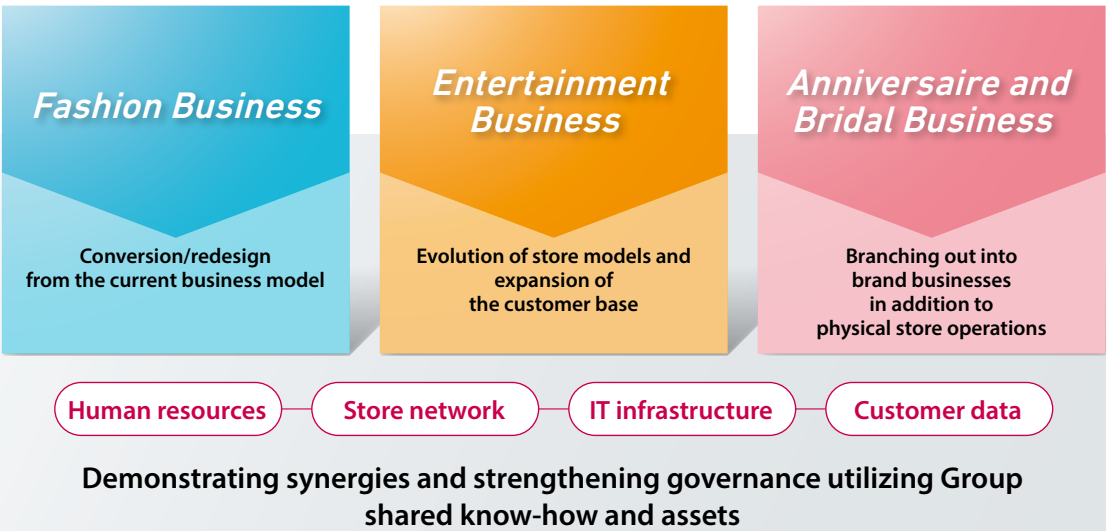 Fashion Business
Entertainment
Business
Anniversaire and
Bridal Business
Conversion/redesign
from the current business model
Evolution of store models and
expansion of
the customer base
Branching out into
brand businesses
in addition to
physical store operations
Human resources
Store network
IT infrastructure
Customer data
Demonstrating synergies and strengthening governance utilizing Group
shared know-how and assets